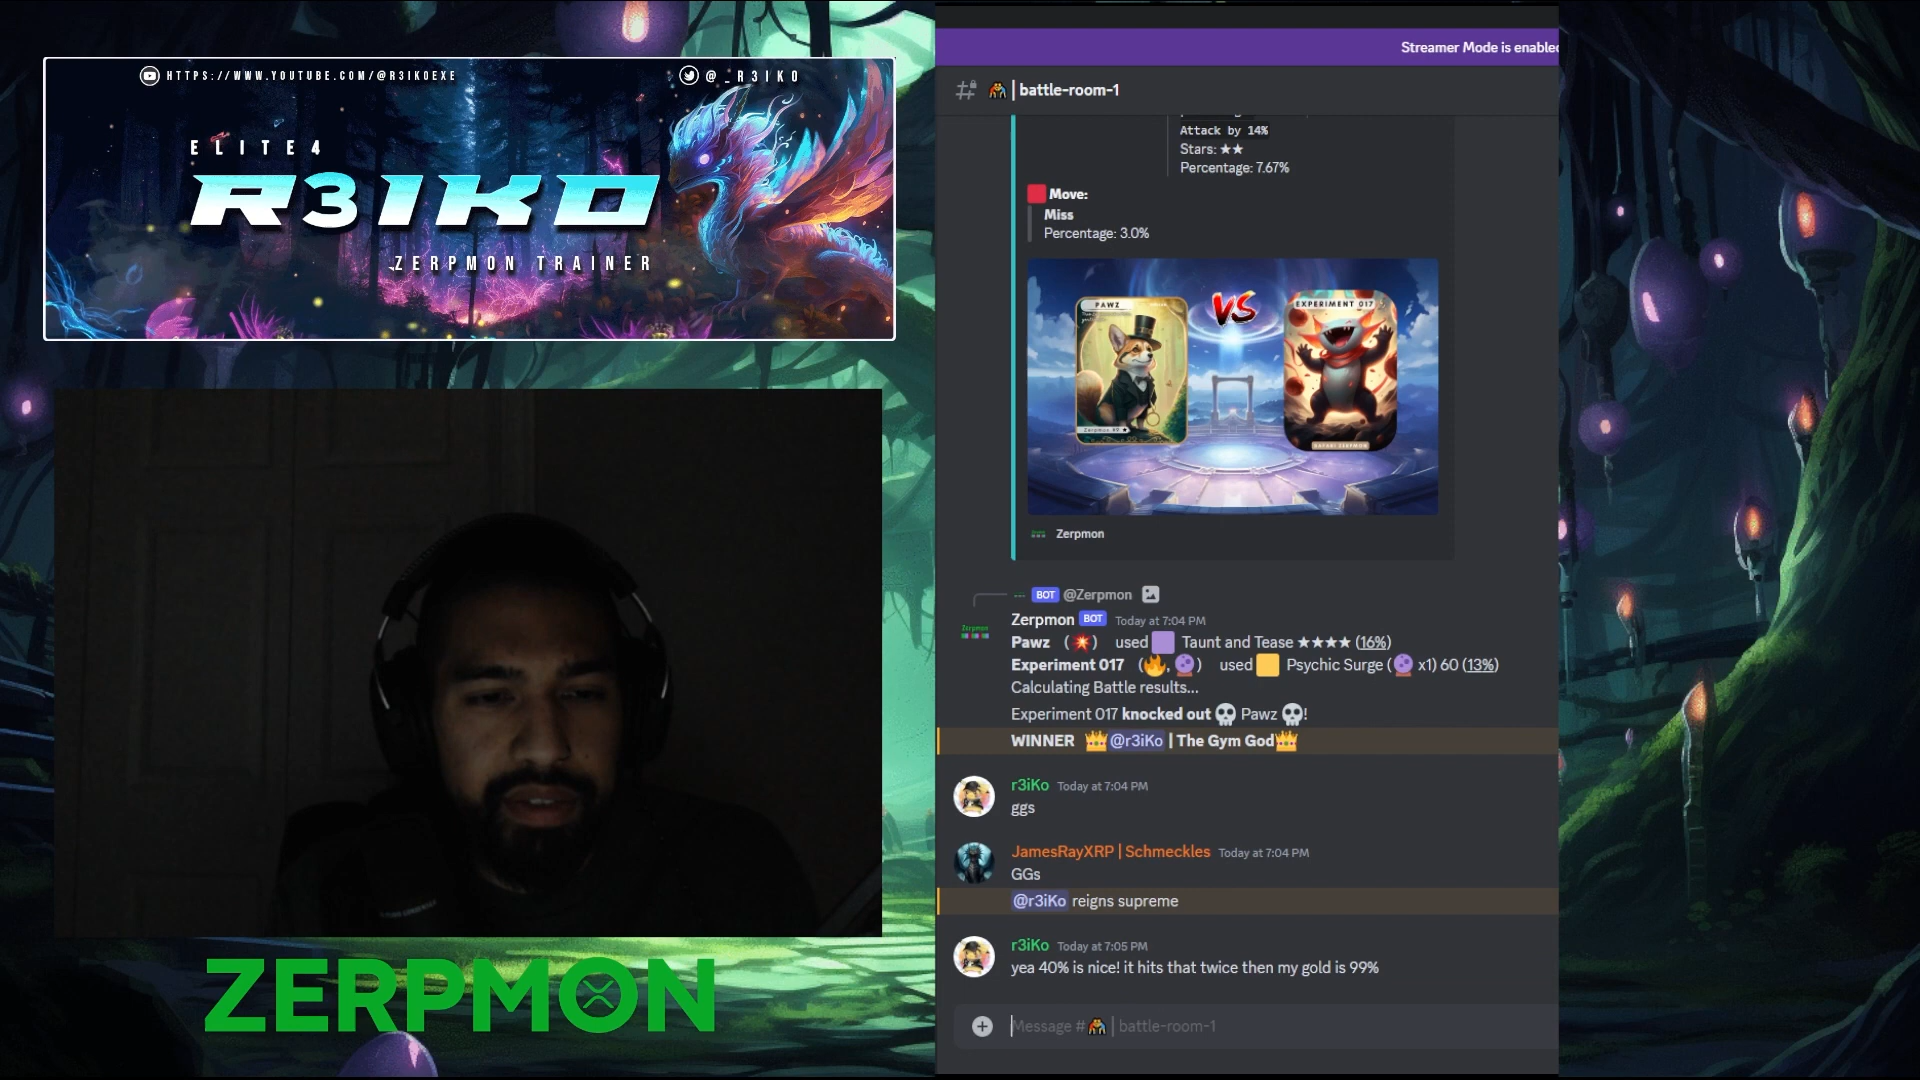 HTTPS://WWW.YOUTUBE.COM/@R3IKOEXE
@_R3IKO
ELITE4
R3IKO
ZERPMON TRAINER
ZERPMON
Streamer Mode is enabled
battle-room-1
Attack by 14%
Stars: ★★
Percentage: 7.67%
Move:
Miss
Percentage: 3.0%
PAWZ
VS
EXPERIMENT 017
Zerpmon
BOT @Zerpmon
Zerpmon BOT Today at 7:04 PM
Pawz (💥) used 🟪 Taunt and Tease ★★★★ (16%)
Experiment 017 (🔥, 🔮) used 🟨 Psychic Surge (🔮 x1) 60 (13%)
Calculating Battle results...
Experiment 017 knocked out 💀 Pawz 💀!
WINNER 👑@r3iKo | The Gym God👑
r3iKo Today at 7:04 PM
ggs
JamesRayXRP | Schmeckles Today at 7:04 PM
GGs
@r3iKo reigns supreme
r3iKo Today at 7:05 PM
yea 40% is nice! it hits that twice then my gold is 99%
Message # | battle-room-1